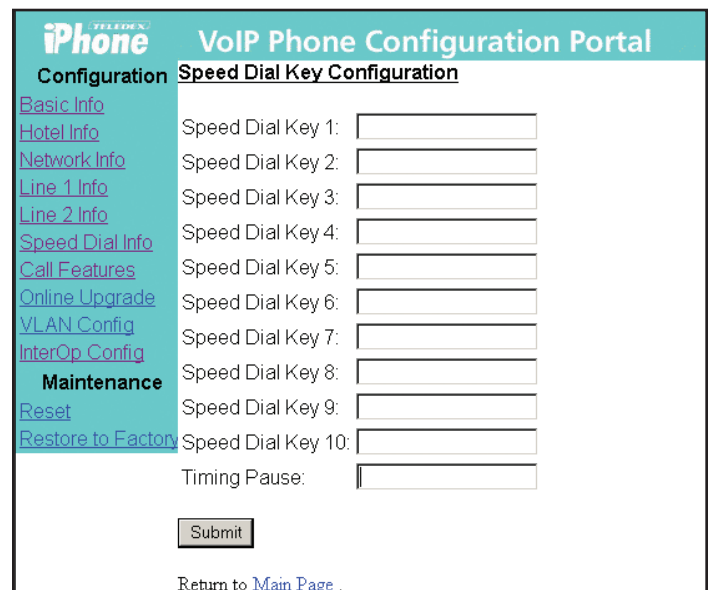 TELEDEX
iPhone
VoIP Phone Configuration Portal
Configuration
Basic Info
Hotel Info
Network Info
Line 1 Info
Line 2 Info
Speed Dial Info
Call Features
Online Upgrade
VLAN Config
InterOp Config
Maintenance
Reset
Restore to Factory
Speed Dial Key Configuration
Speed Dial Key 1:
Speed Dial Key 2:
Speed Dial Key 3:
Speed Dial Key 4:
Speed Dial Key 5:
Speed Dial Key 6:
Speed Dial Key 7:
Speed Dial Key 8:
Speed Dial Key 9:
Speed Dial Key 10:
Timing Pause:
Submit
Return to Main Page .